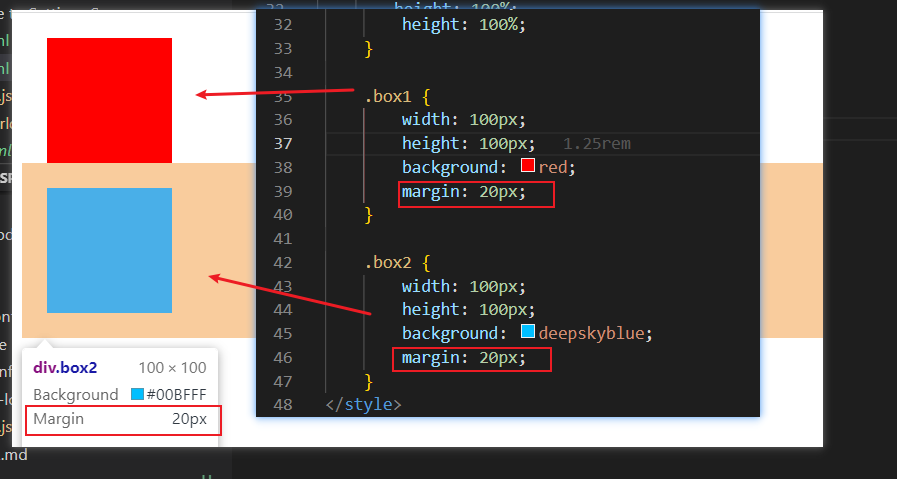 32
height: 100%;
32
height: 100%;
33
}
34
35
.box1 {
36
width: 100px;
37
height: 100px; 1.25rem
38
background: red;
39
margin: 20px;
40
}
41
42
.box2 {
43
width: 100px;
44
height: 100px;
45
background: deepskyblue;
46
margin: 20px;
47
}
48
</style>
div.box2
100 × 100
Background
#00BFFF
Margin
20px
.md